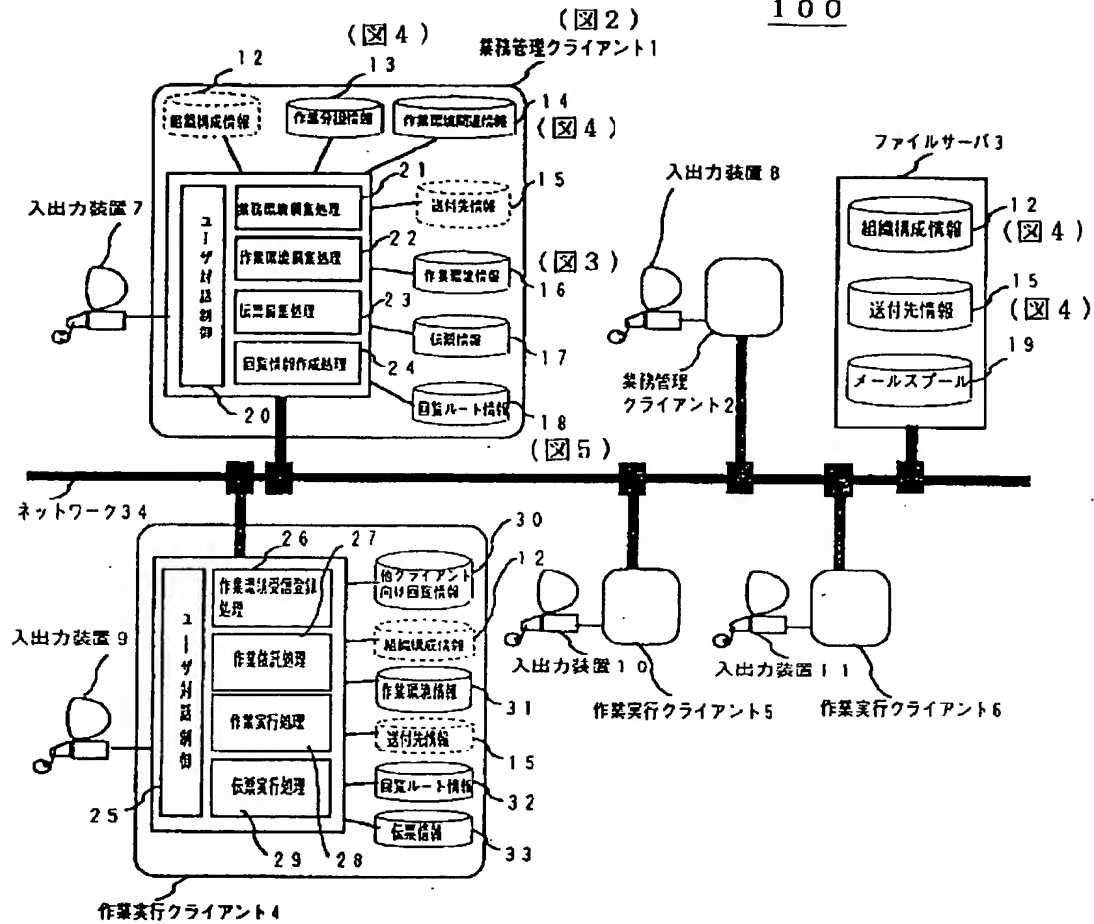 100
(図2)
(図4)
業務管理クライアント1
12
13
14
組織構成情報
作業分担情報
作業環境関連情報
(図4)
ファイルサーバ3
21
15
入出力装置8
入出力装置7
業務環境編集処理
送付先情報
12
組織構成情報
(図4)
22
ユーザ対話制御
作業環境編集処理
(図3)
作業環境情報
16
15
送付先情報
(図4)
23
伝票編集処理
伝票情報
17
19
24
回覧情報作成処理
業務管理
クライアント2
メールスプール
20
回覧ルート情報
18
(図5)
ネットワーク34
26
27
30
作業環境受信登録
処理
他クライアント
向け回覧情報
12
入出力装置9
ユーザ対話制御
作業依託処理
組織構成情報
入出力装置10
入出力装置11
作業環境情報
31
作業実行クライアント5
作業実行クライアント6
作業実行処理
送付先情報
15
伝票実行処理
回覧ルート情報
32
25
伝票情報
33
29
28
作業実行クライアント4